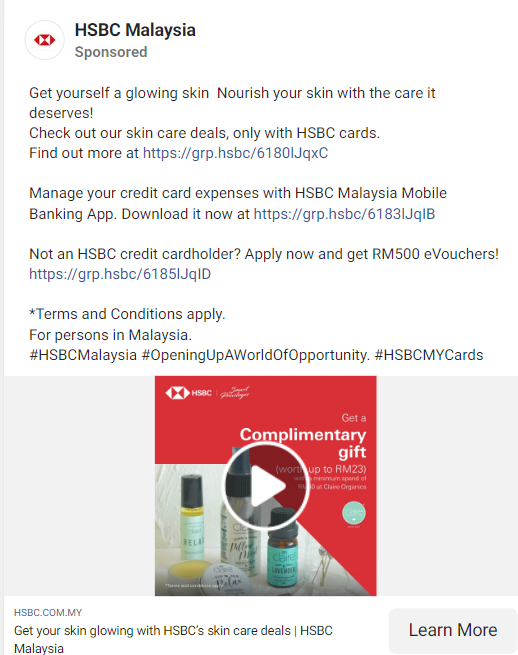 HSBC Malaysia
Sponsored
Get yourself a glowing skin Nourish your skin with the care it
deserves!
Check out our skin care deals, only with HSBC cards.
Find out more at https://grp.hsbc/6180lJqxC
Manage your credit card expenses with HSBC Malaysia Mobile
Banking App. Download it now at https://grp.hsbc/6183lJqIB
Not an HSBC credit cardholder? Apply now and get RM500 eVouchers!
https://grp.hsbc/6185lJqID
*Terms and Conditions apply.
For persons in Malaysia.
#HSBCMalaysia #OpeningUpAWorldOfOpportunity. #HSBCMYCards
HSBC
Smart
Privileges
Get a
Complimentary
gift
(worth up to RM23)
minimum spend of
at Claire Organics
claire
RELAX
claire
Pillow
Mist
claire
LAVENDER
Relax
*Terms and conditions apply
HSBC.COM.MY
Get your skin glowing with HSBC's skin care deals | HSBC
Malaysia
Learn More